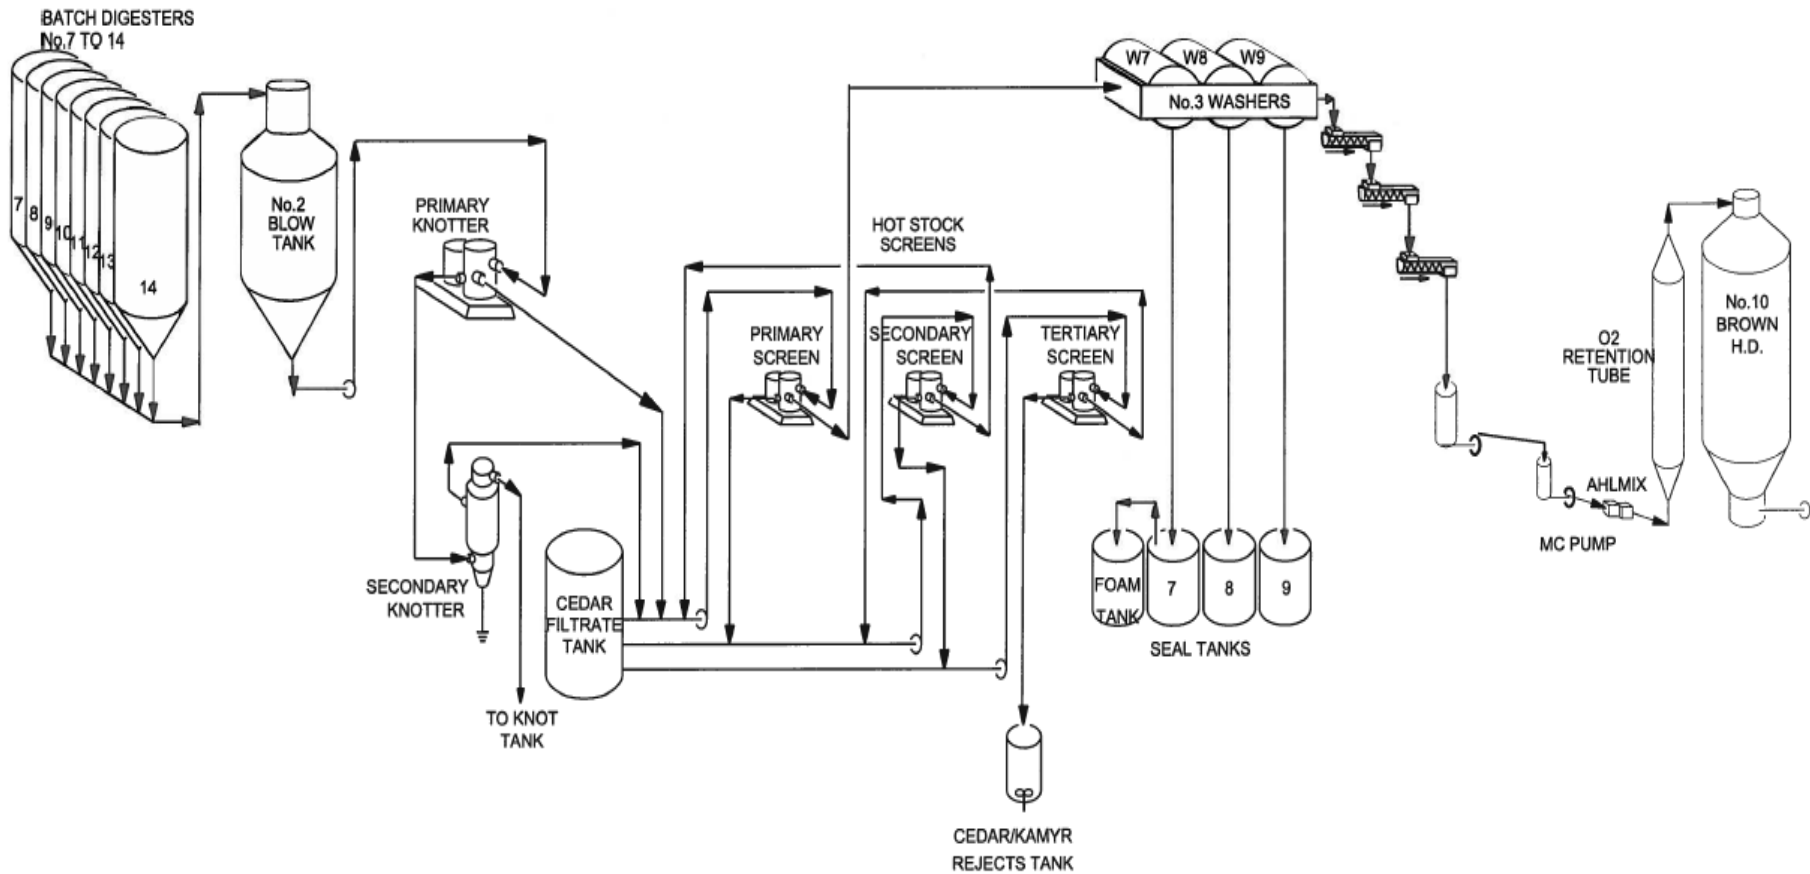 BATCH DIGESTERS
No.7 TO 14
7
8
9
10
11
12
13
14
No.2
BLOW
TANK
PRIMARY
KNOTTER
SECONDARY
KNOTTER
TO KNOT
TANK
CEDAR
FILTRATE
TANK
HOT STOCK
SCREENS
PRIMARY
SCREEN
SECONDARY
SCREEN
TERTIARY
SCREEN
CEDAR/KAMYR
REJECTS TANK
W7
W8
W9
No.3 WASHERS
FOAM
TANK
7
8
9
SEAL TANKS
MC PUMP
AHLMIX
O2
RETENTION
TUBE
No.10
BROWN
H.D.